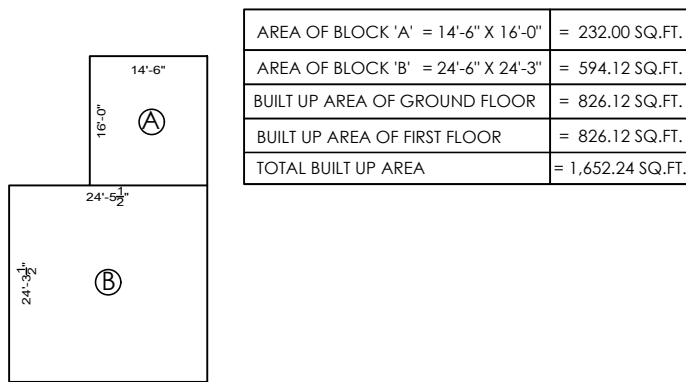 14'-6"
16'-0"
A
24'-5½"
24'-3½"
B
AREA OF BLOCK 'A' = 14'-6" X 16'-0" = 232.00 SQ.FT.
AREA OF BLOCK 'B' = 24'-6" X 24'-3" = 594.12 SQ.FT.
BUILT UP AREA OF GROUND FLOOR = 826.12 SQ.FT.
BUILT UP AREA OF FIRST FLOOR = 826.12 SQ.FT.
TOTAL BUILT UP AREA = 1,652.24 SQ.FT.